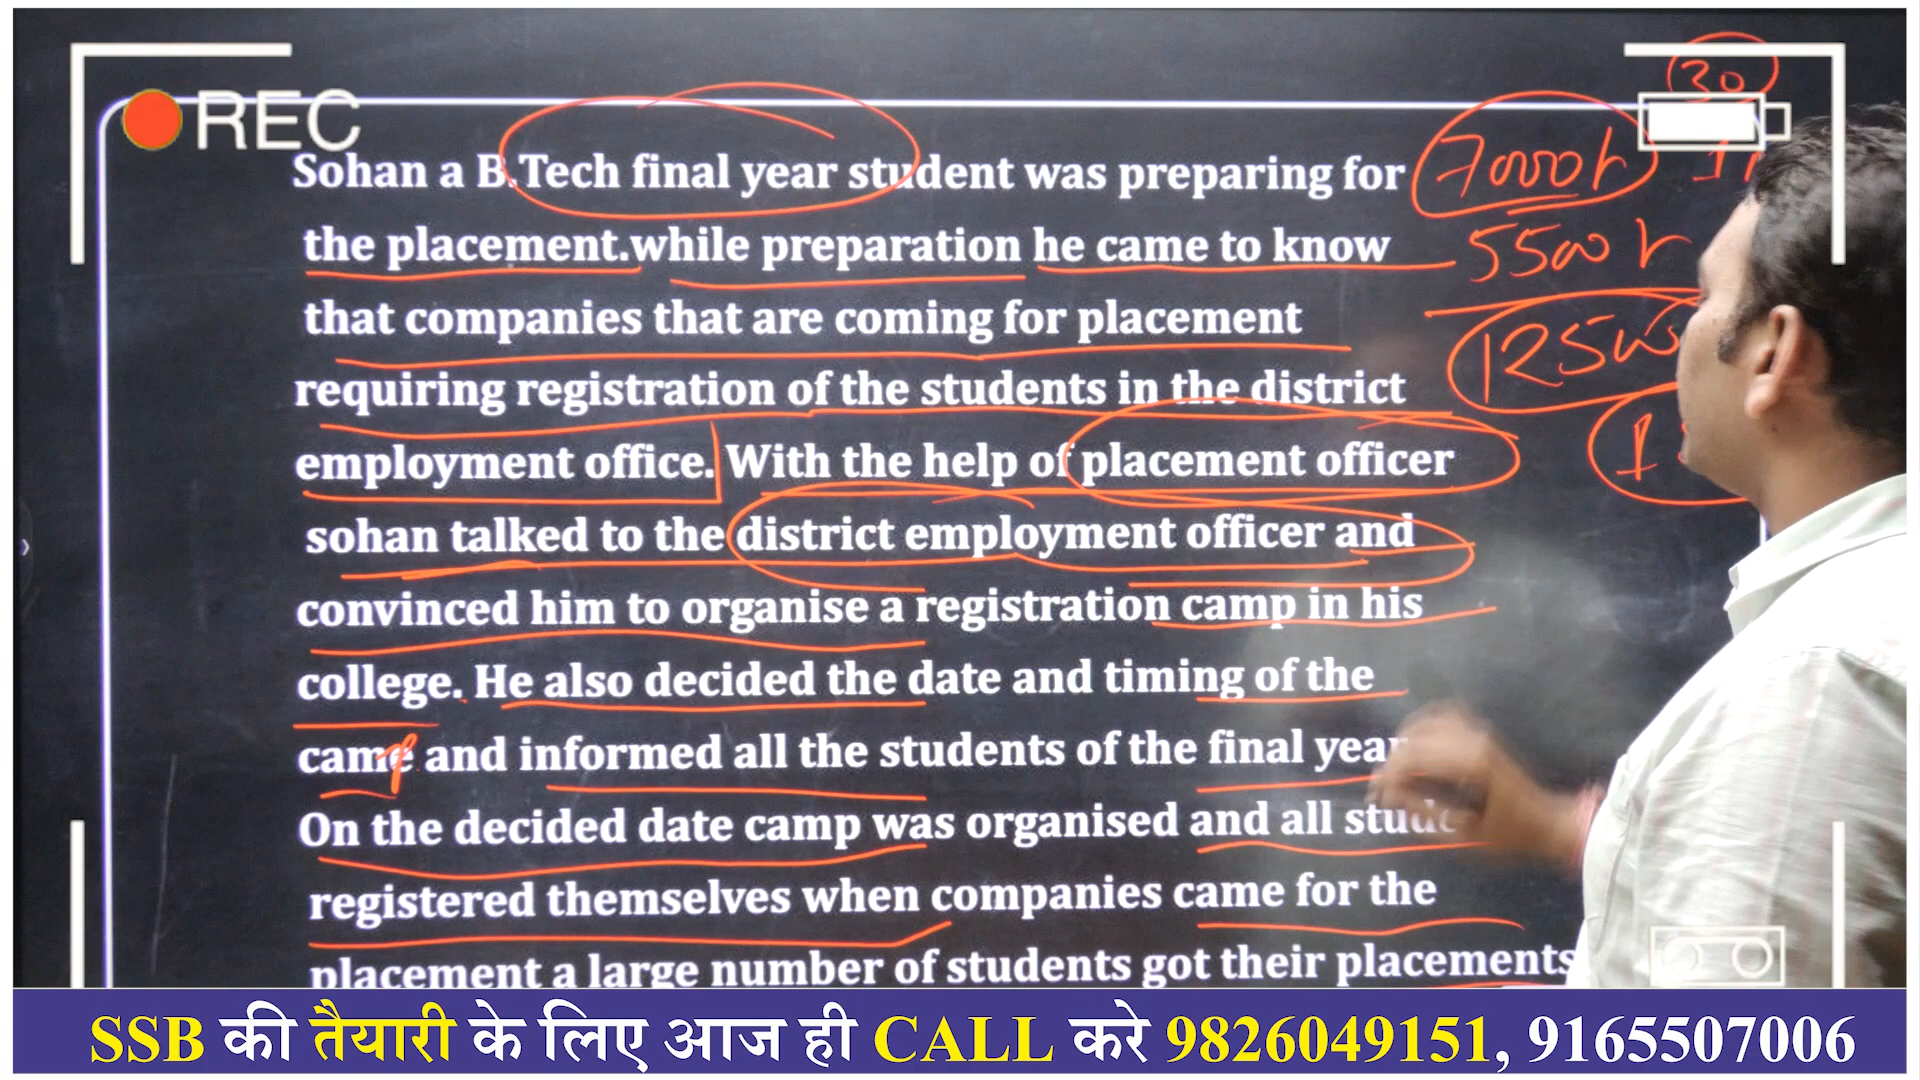 REC
Sohan a B.Tech final year student was preparing for
the placement.while preparation he came to know
that companies that are coming for placement
requiring registration of the students in the district
employment office. With the help of placement officer
sohan talked to the district employment officer and
convinced him to organise a registration camp in his
college. He also decided the date and timing of the
came and informed all the students of the final year
On the decided date camp was organised and all
registered themselves when companies came for the
placement a large number of students got their placements
30
7000r
5500r
SSB की तैयारी के लिए आज ही CALL करे 9826049151, 9165507006